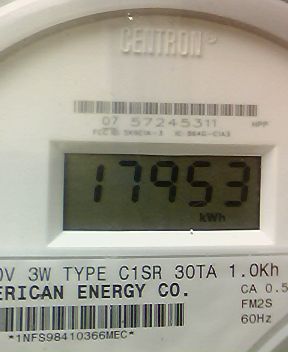 CENTRON®
07 57245311
17953
kWh
0V 3W TYPE C1SR 30TA 1.0Kh
ERICAN ENERGY CO.
CA 0.5
FM2S
60Hz
*1NFS98410366MEC*